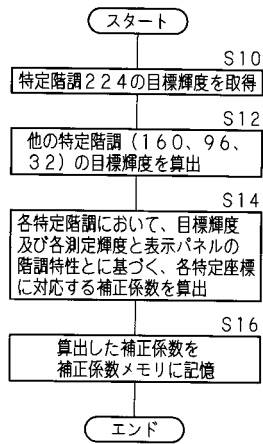 スタート
S10
特定階調224の目標輝度を取得
S12
他の特定階調(160、96、
32)の目標輝度を算出
S14
各特定階調において、目標輝度
及び各測定輝度と表示パネルの
階調特性とに基づく、各特定座標
に対応する補正係数を算出
S16
算出した補正係数を
補正係数メモリに記憶
エンド